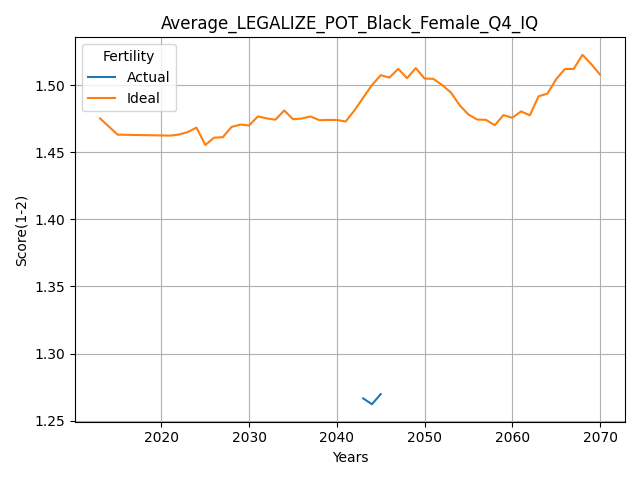 Average_LEGALIZE_POT_Black_Female_Q4_IQ
Fertility
Actual
Ideal
Score(1-2)
1.50
1.45
1.40
1.35
1.30
1.25
2020 2030 2040 2050 2060 2070
Years